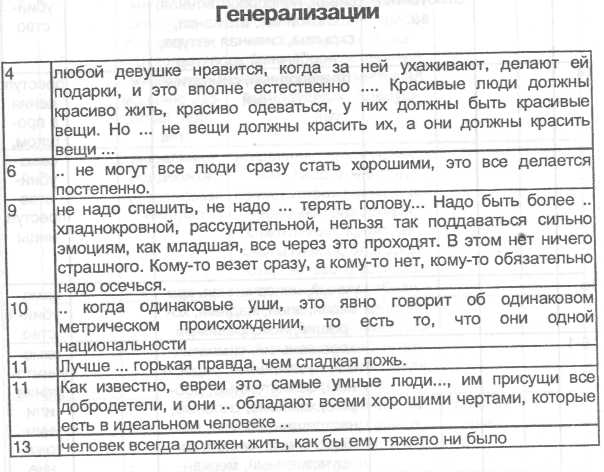 Генерализации
4 любой девушке нравится, когда за ней ухаживают, делают ей
подарки, и это вполне естественно .... Красивые люди должны
красиво жить, красиво одеваться, у них должны быть красивые
вещи. Но ... не вещи должны красить их, а они должны красить
вещи ...
6 .. не могут все люди сразу стать хорошими, это все делается
постепенно.
9 не надо спешить, не надо ... терять голову... Надо быть более ..
хладнокровной, рассудительной, нельзя так поддаваться сильно
эмоциям, как младшая, все через это проходят. В этом нет ничего
страшного. Кому-то везет сразу, а кому-то нет, кому-то обязательно
надо осечься.
10 .. когда одинаковые уши, это явно говорит об одинаковом
метрическом происхождении, то есть то, что они одной
национальности
11 Лучше ... горькая правда, чем сладкая ложь.
11 Как известно, евреи это самые умные люди..., им присущи все
добродетели, и они .. обладают всеми хорошими чертами, которые
есть в идеальном человеке ..
13 человек всегда должен жить, как бы ему тяжело ни было